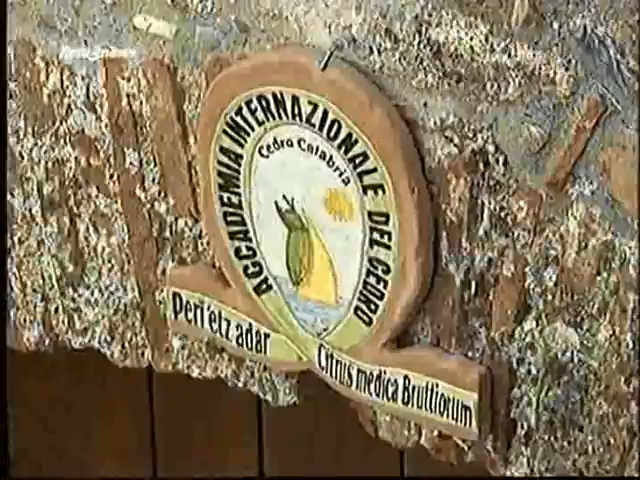 ACCADEMIA INTERNAZIONALE DEL CEDRO
Cedro Calabria
Peri'etz adar
Citrus medica Bruttiorum